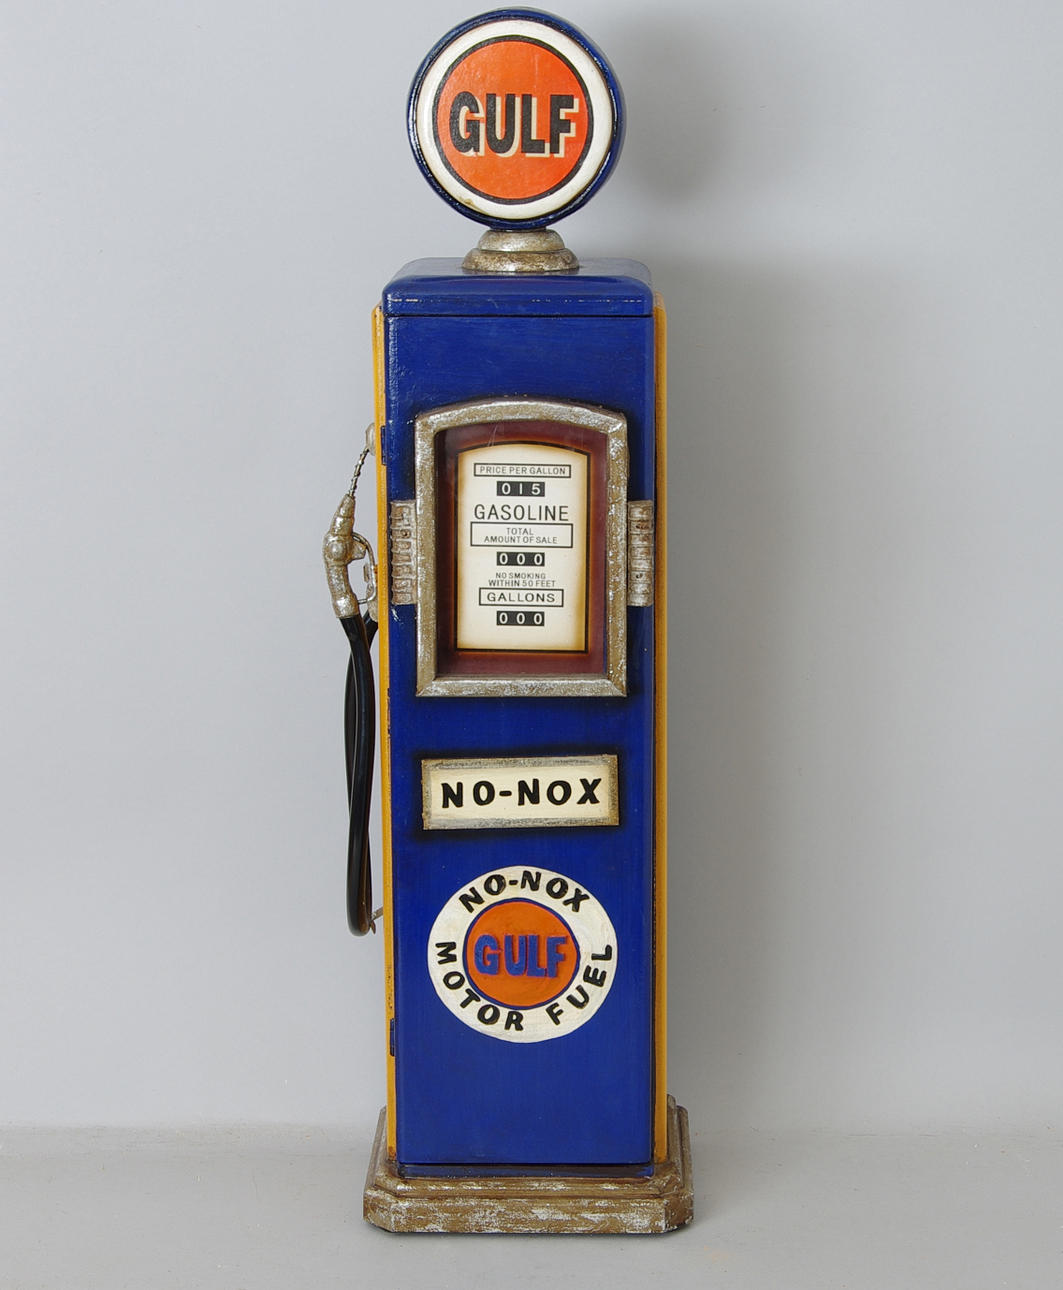 GULF
PRICE PER GALLON
015
GASOLINE
TOTAL
AMOUNT OF SALE
000
NO SMOKING
WITHIN 50 FEET
GALLONS
000
NO-NOX
NO-NOX
GULF
MOTOR FUEL